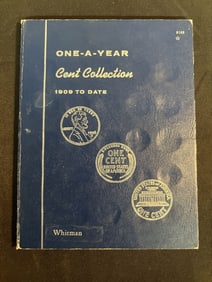 ONE-A-YEAR
Cent Collection
1909 TO DATE
ONE
CENT
Whitman